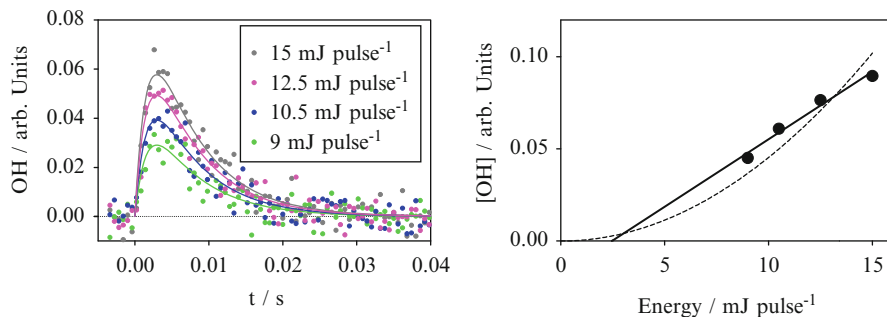 0.08
0.06
0.04
0.02
0.00
OH / arb. Units
0.00 0.01 0.02 0.03 0.04
t / s
15 mJ pulse⁻¹
12.5 mJ pulse⁻¹
10.5 mJ pulse⁻¹
9 mJ pulse⁻¹
0.10
0.05
0.00
[OH] / arb. Units
0 5 10 15
Energy / mJ pulse⁻¹